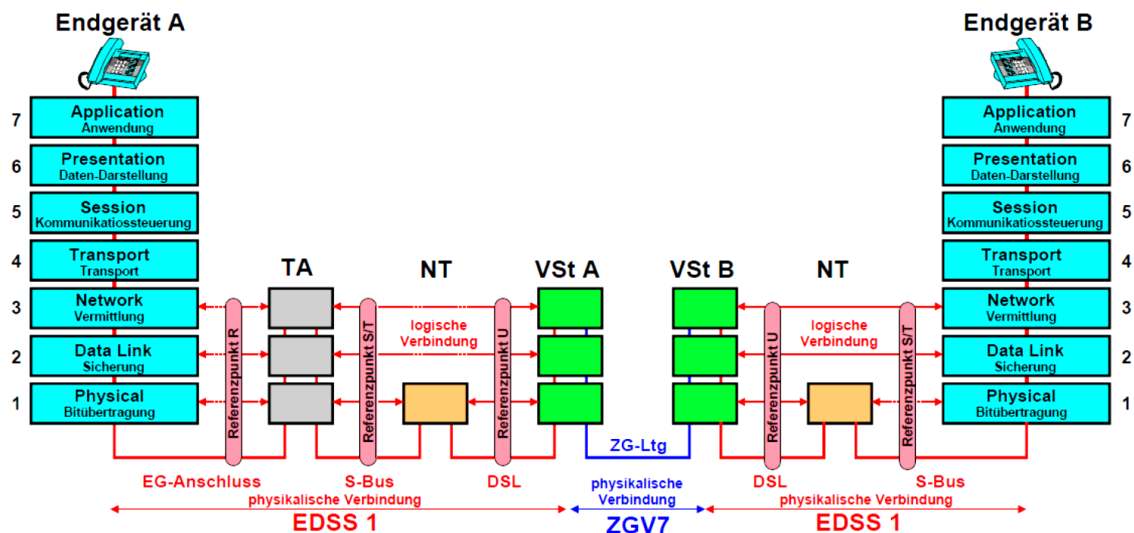 Endgerät A
Endgerät B
7
Application
Anwendung
Application
Anwendung
7
6
Presentation
Daten-Darstellung
Presentation
Daten-Darstellung
6
5
Session
Kommunikatiossteuerung
Session
Kommunikatiossteuerung
5
4
Transport
Transport
TA
NT
VSt A
VSt B
NT
Transport
Transport
4
3
Network
Vermittlung
Network
Vermittlung
3
logische
Verbindung
logische
Verbindung
2
Data Link
Sicherung
Data Link
Sicherung
2
1
Physical
Bitübertragung
Physical
Bitübertragung
1
Referenzpunkt R
Referenzpunkt S/T
Referenzpunkt U
Referenzpunkt U
Referenzpunkt S/T
ZG-Ltg
EG-Anschluss
S-Bus
DSL
DSL
S-Bus
physikalische Verbindung
physikalische
Verbindung
physikalische Verbindung
EDSS 1
ZGV7
EDSS 1